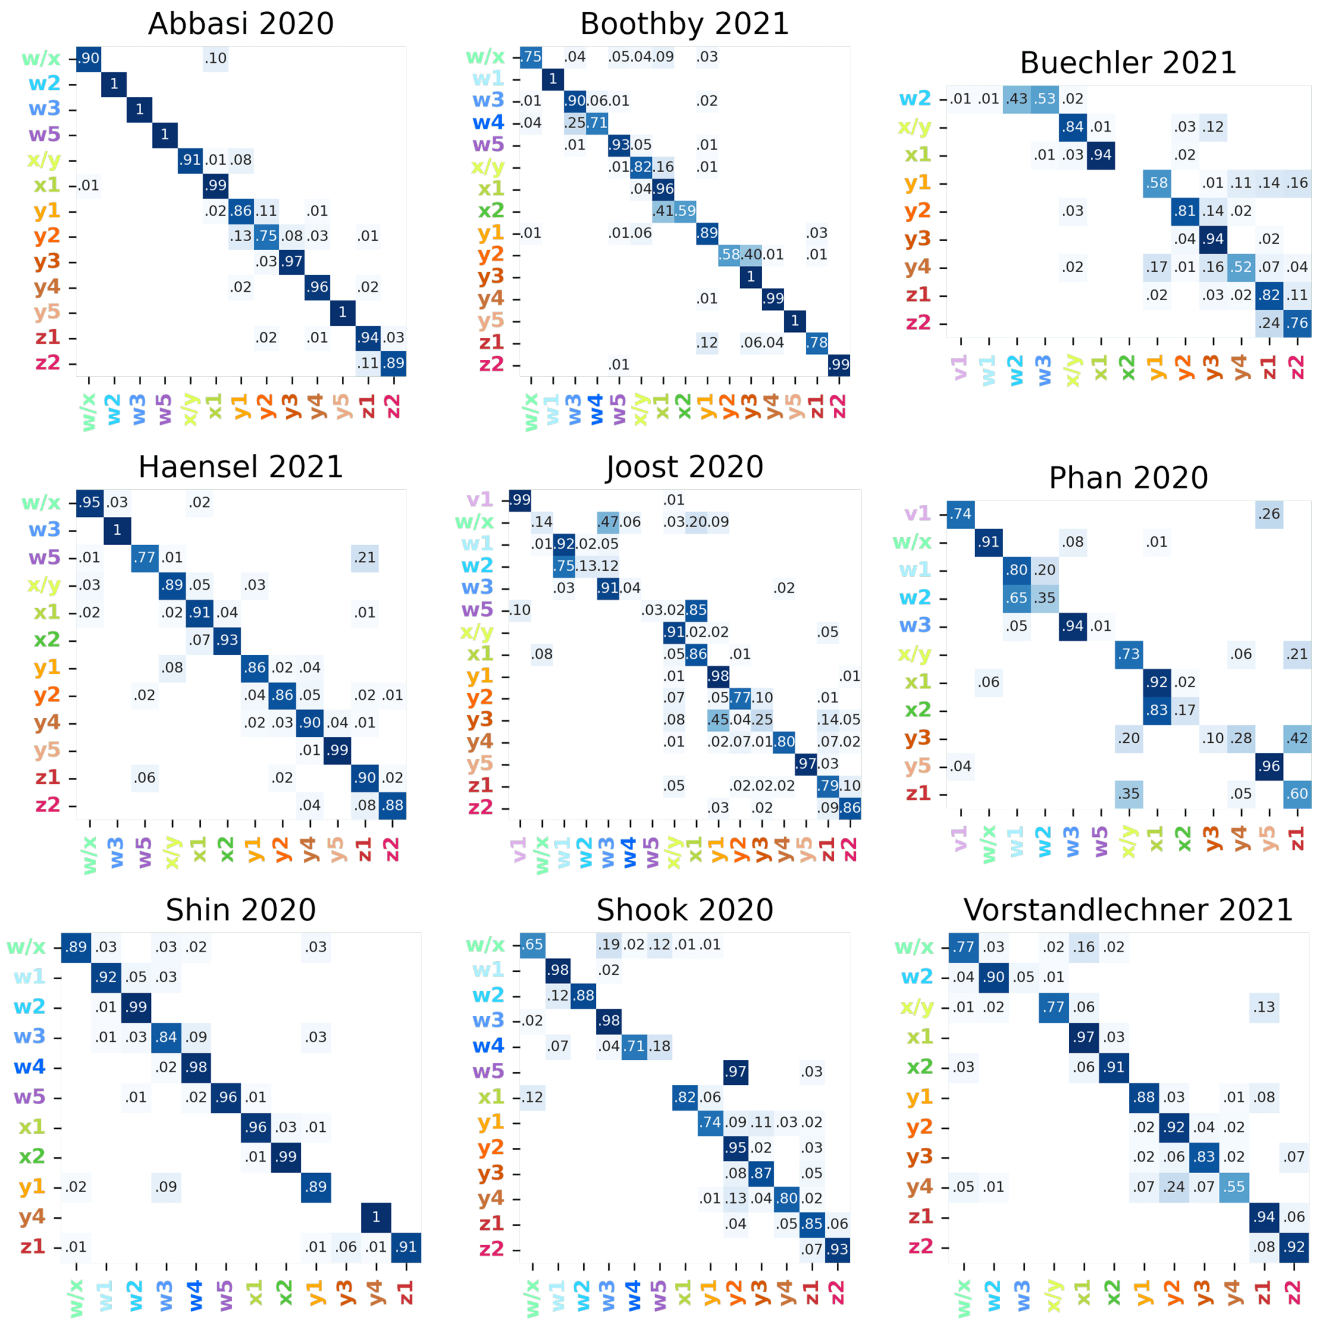 Abbasi 2020
w/x .90 .10
w2 1
w3 1
w5 1
x/y .91 .01 .08
x1 .01 .99
y1 .02 .86 .11 .01
y2 .13 .75 .08 .03 .01
y3 .03 .97
y4 .02 .96 .02
y5 1
z1 .02 .01 .94 .03
z2 .11 .89
w/x w2 w3 w5 x/y x1 y1 y2 y3 y4 y5 z1 z2
Boothby 2021
w/x .75 .04 .05 .04 .09 .03
w1 1
w3 .01 .90 .06 .01 .02
w4 .04 .25 .71
w5 .01 .93 .05 .01
x/y .01 .82 .16 .01
x1 .04 .96
x2 .41 .59
y1 .01 .01 .06 .89 .03
y2 .58 .40 .01 .01
y3 1
y4 .01 .99
y5 1
z1 .12 .06 .04 .78
z2 .01 .99
w/x w1 w3 w4 w5 x/y x1 x2 y1 y2 y3 y4 y5 z1 z2
Buechler 2021
w2 .01 .01 .43 .53 .02
x/y .84 .01 .03 .12
x1 .01 .03 .94 .02
y1 .58 .01 .11 .14 .16
y2 .03 .81 .14 .02
y3 .04 .94 .02
y4 .02 .17 .01 .16 .52 .07 .04
z1 .02 .03 .02 .82 .11
z2 .24 .76
v1 w1 w2 w3 x/y x1 x2 y1 y2 y3 y4 z1 z2
Haensel 2021
w/x .95 .03 .02
w3 1
w5 .01 .77 .01 .21
x/y .03 .89 .05 .03
x1 .02 .02 .91 .04 .01
x2 .07 .93
y1 .08 .86 .02 .04
y2 .02 .04 .86 .05 .02 .01
y4 .02 .03 .90 .04 .01
y5 .01 .99
z1 .06 .02 .90 .02
z2 .04 .08 .88
w/x w3 w5 x/y x1 x2 y1 y2 y4 y5 z1 z2
Joost 2020
v1 .99 .01
w/x .14 .47 .06 .03 .20 .09
w1 .01 .92 .02 .05
w2 .75 .13 .12
w3 .03 .91 .04 .02
w5 .10 .03 .02 .85
x/y .91 .02 .02 .05
x1 .08 .05 .86 .01
y1 .01 .98 .01
y2 .07 .05 .77 .10 .01
y3 .08 .45 .04 .25 .14 .05
y4 .01 .02 .07 .01 .80 .07 .02
y5 .97 .03
z1 .05 .02 .02 .02 .79 .10
z2 .03 .02 .09 .86
v1 w/x w1 w2 w3 w4 w5 x/y x1 y1 y2 y3 y4 y5 z1 z2
Phan 2020
v1 .74 .26
w/x .91 .08 .01
w1 .80 .20
w2 .65 .35
w3 .05 .94 .01
x/y .73 .06 .21
x1 .06 .92 .02
x2 .83 .17
y3 .20 .10 .28 .42
y5 .04 .96
z1 .35 .05 .60
v1 w/x w1 w2 w3 w5 x/y x1 x2 y3 y4 y5 z1
Shin 2020
w/x .89 .03 .03 .02 .03
w1 .92 .05 .03
w2 .01 .99
w3 .01 .03 .84 .09 .03
w4 .02 .98
w5 .01 .02 .96 .01
x1 .96 .03 .01
x2 .01 .99
y1 .02 .09 .89
y4 1
z1 .01 .01 .06 .01 .91
w/x w1 w2 w3 w4 w5 x1 x2 y1 y3 y4 z1
Shook 2020
w/x .65 .19 .02 .12 .01 .01
w1 .98 .02
w2 .12 .88
w3 .02 .98
w4 .07 .04 .71 .18
w5 .97 .03
x1 .12 .82 .06
y1 .74 .09 .11 .03 .02
y2 .95 .02 .03
y3 .08 .87 .05
y4 .01 .13 .04 .80 .02
z1 .04 .05 .85 .06
z2 .07 .93
w/x w1 w2 w3 w4 w5 x1 y1 y2 y3 y4 z1 z2
Vorstandlechner 2021
w/x .77 .03 .02 .16 .02
w2 .04 .90 .05 .01
x/y .01 .02 .77 .06 .13
x1 .97 .03
x2 .03 .06 .91
y1 .88 .03 .01 .08
y2 .02 .92 .04 .02
y3 .02 .06 .83 .02 .07
y4 .05 .01 .07 .24 .07 .55
z1 .94 .06
z2 .08 .92
w/x w2 w3 x/y x1 x2 y1 y2 y3 y4 z1 z2